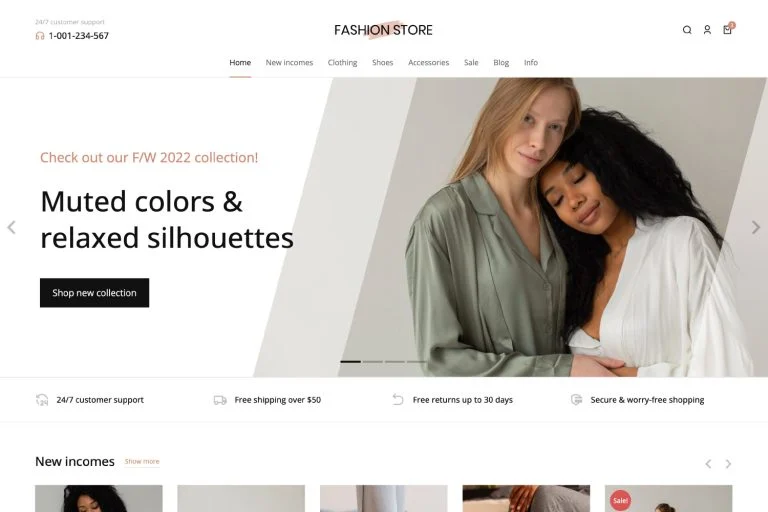 24/7 customer support
1-001-234-567
FASHION STORE
Home New incomes Clothing Shoes Accessories Sale Blog Info
Check out our F/W 2022 collection!
Muted colors &
relaxed silhouettes
Shop new collection
24/7 customer support Free shipping over $50 Free returns up to 30 days Secure & worry-free shopping
New incomes Show more
Sale!